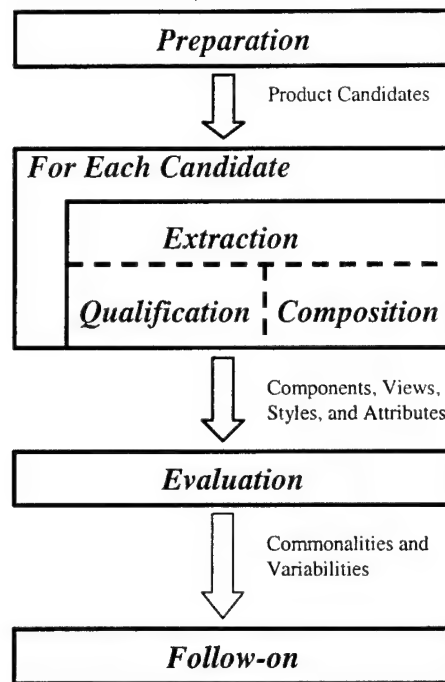 Preparation
Product Candidates
For Each Candidate
Extraction
Qualification Composition
Components, Views,
Styles, and Attributes
Evaluation
Commonalities and
Variabilities
Follow-on